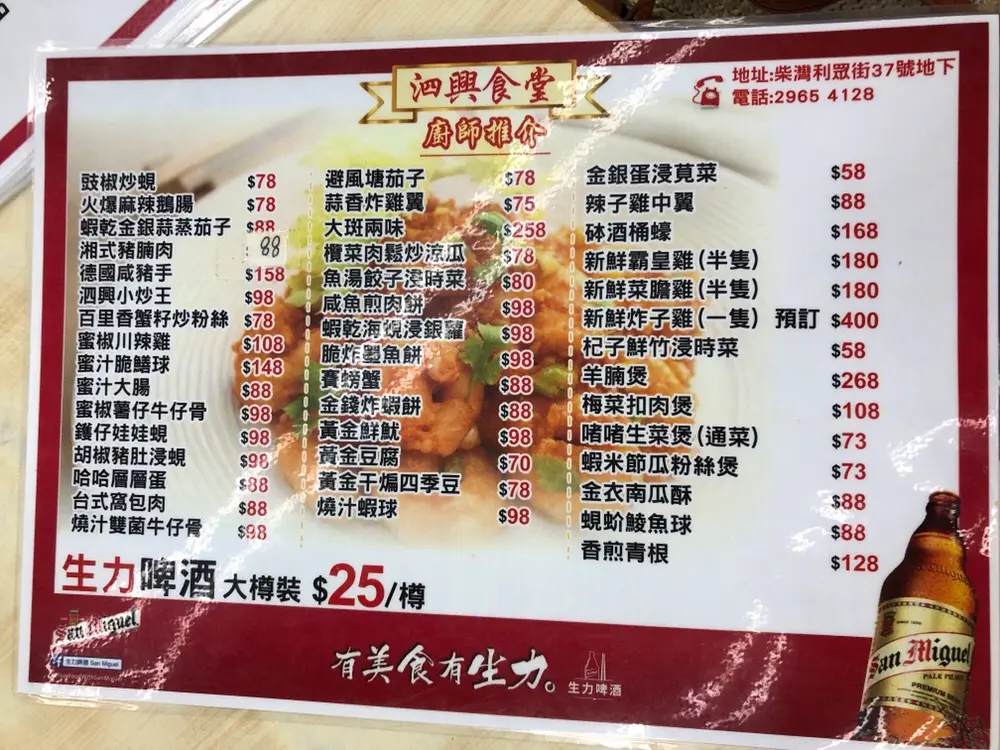 泗興食堂
廚師推介
地址:柴灣利眾街37號地下
電話:2965 4128
豉椒炒蜆 $78
火爆麻辣鵝腸 $78
蝦乾金銀蒜蒸茄子 $88
湘式豬腩肉 88
德國咸豬手 $158
泗興小炒王 $98
百里香蟹籽炒粉絲 $78
蜜椒川辣雞 $108
蜜汁脆鱔球 $148
蜜汁大腸 $88
蜜椒薯仔牛仔骨 $98
鑊仔娃娃蜆 $98
胡椒豬肚浸蜆 $98
哈哈層層蛋 $88
台式窩包肉 $88
燒汁雙菌牛仔骨 $98
避風塘茄子 $78
蒜香炸雞翼 $75
大斑兩味 $258
欖菜肉鬆炒涼瓜 $78
魚湯餃子浸時菜 $80
咸魚煎肉餅 $98
蝦乾海蜆浸銀蘿 $98
脆炸墨魚餅 $98
賽螃蟹 $88
金錢炸蝦餅 $88
黃金鮮魷 $98
黃金豆腐 $70
黃金干煸四季豆 $78
燒汁蝦球 $98
金銀蛋浸莧菜 $58
辣子雞中翼 $88
砵酒桶蠔 $168
新鮮霸皇雞(半隻) $180
新鮮菜膽雞(半隻) $180
新鮮炸子雞(一隻) 預訂 $400
杞子鮮竹浸時菜 $58
羊腩煲 $268
梅菜扣肉煲 $108
啫啫生菜煲(通菜) $73
蝦米節瓜粉絲煲 $73
金衣南瓜酥 $88
蜆蚧鯪魚球 $88
香煎青根 $128
生力啤酒 大樽裝 $25/樽
San Miguel
生力啤酒 San Miguel
有美食有生力。
生力啤酒
San Miguel
PALE PILSEN